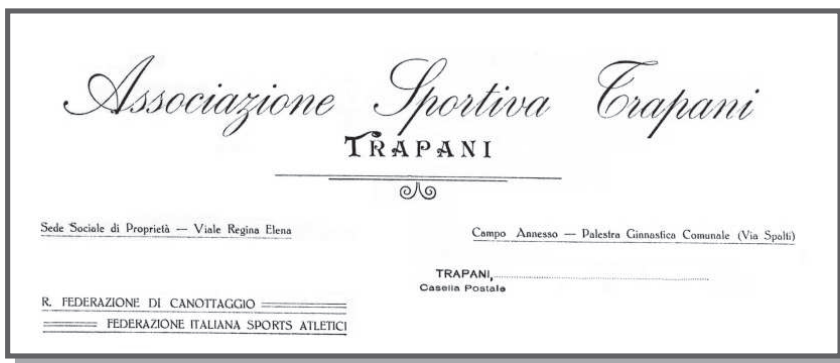 Associazione Sportiva Trapani
TRAPANI
Sede Sociale di Proprietà — Viale Regina Elena
Campo Annesso — Palestra Ginnastica Comunale (Via Spalti)
TRAPANI,
Casella Postale
R. FEDERAZIONE DI CANOTTAGGIO
FEDERAZIONE ITALIANA SPORTS ATLETICI